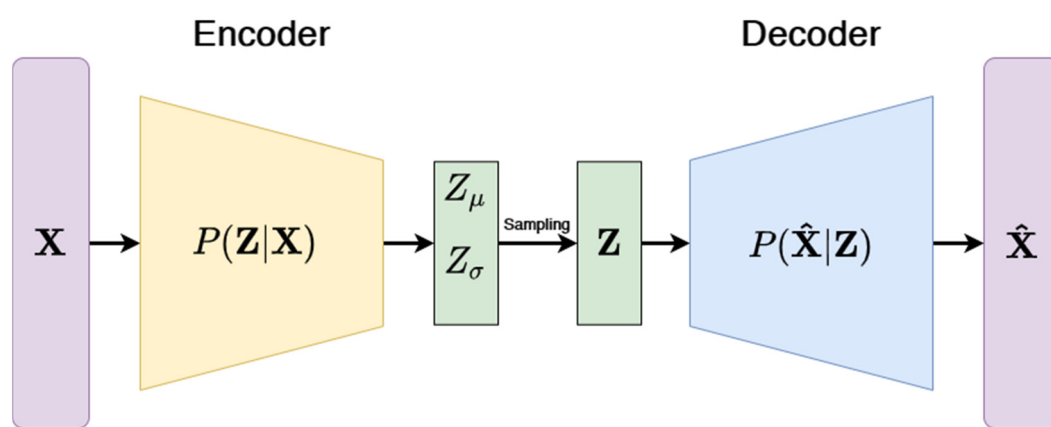 Encoder
Decoder
X
P(Z|X)
Z_μ
Z_σ
Sampling
Z
P(X̂|Z)
X̂